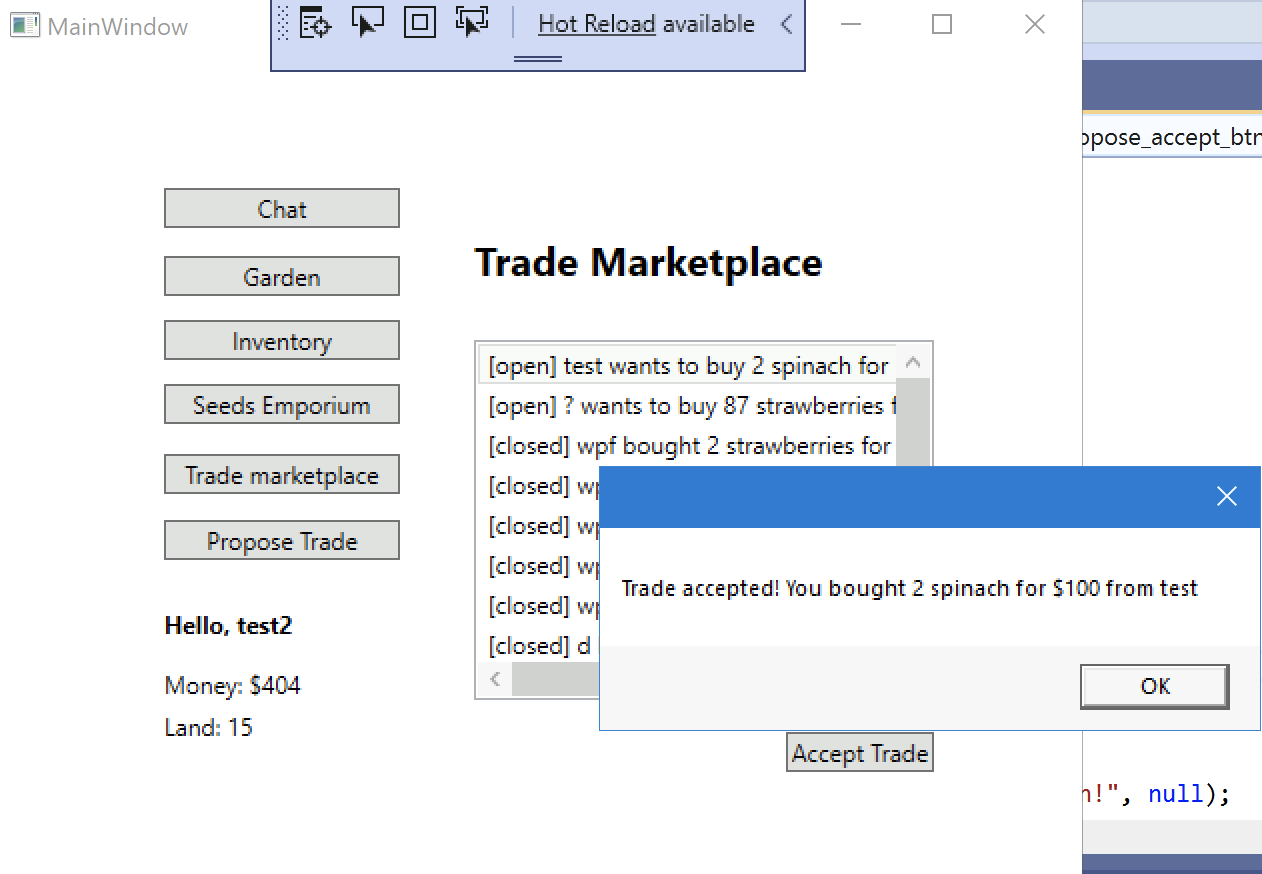 MainWindow
Hot Reload available
opose_accept_btn
Chat
Garden
Inventory
Seeds Emporium
Trade marketplace
Propose Trade
Hello, test2
Money: $404
Land: 15
Trade Marketplace
[open] test wants to buy 2 spinach for
[open] ? wants to buy 87 strawberries f
[closed] wpf bought 2 strawberries for
[closed] wp
[closed] wp
[closed] wp
[closed] wp
[closed] d
Trade accepted! You bought 2 spinach for $100 from test
OK
Accept Trade
n!", null);